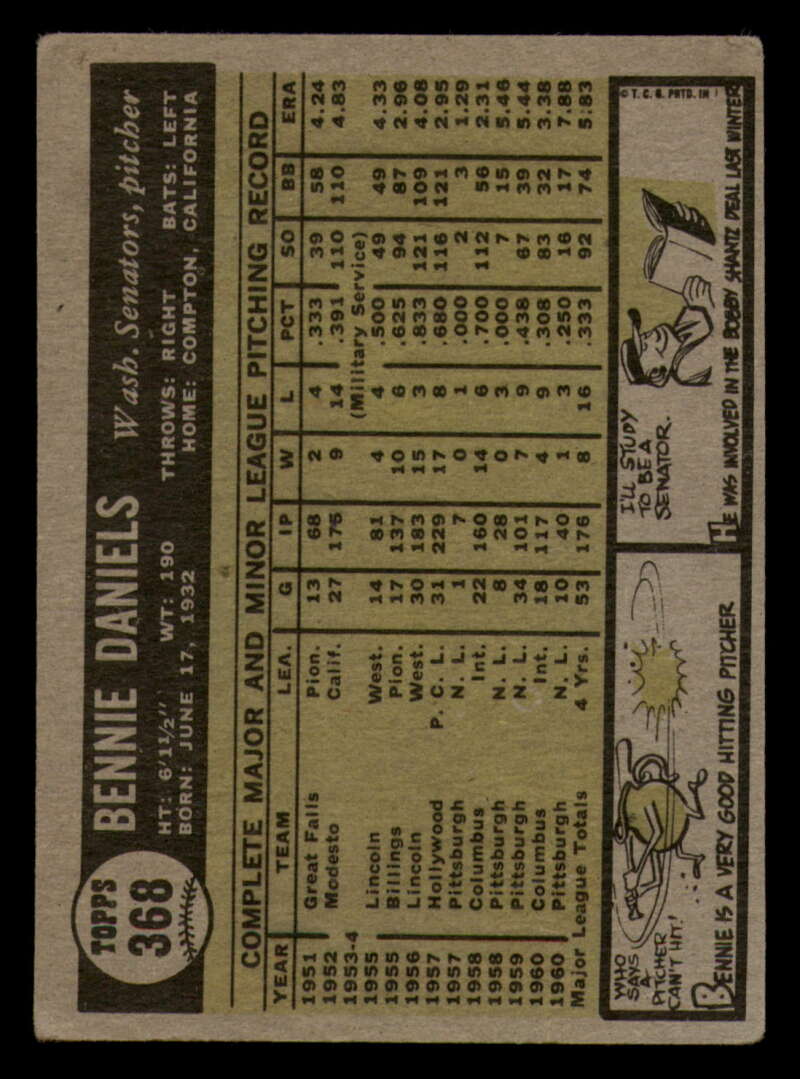 TOPPS
368
BENNIE DANIELS Wash. Senators, pitcher
HT: 6'1½" WT: 190 THROWS: RIGHT BATS: LEFT
BORN: JUNE 17, 1932 HOME: COMPTON, CALIFORNIA
COMPLETE MAJOR AND MINOR LEAGUE PITCHING RECORD
YEAR TEAM LEA. G IP W L PCT SO BB ERA
1951 Great Falls Pion. 13 68 2 4 .333 39 58 4.24
1952 Modesto Calif. 27 175 9 14 .391 110 110 4.83
1953-4 (Military Service)
1955 Lincoln West. 14 81 4 4 .500 49 49 4.33
1955 Billings Pion. 17 137 10 6 .625 94 87 2.96
1956 Lincoln West. 30 183 15 3 .833 121 109 4.08
1957 Hollywood P. C. L. 31 229 17 8 .680 116 121 2.95
1957 Pittsburgh N. L. 1 7 0 1 .000 2 3 1.29
1958 Columbus Int. 22 160 14 6 .700 112 56 2.31
1958 Pittsburgh N. L. 8 28 0 3 .000 7 15 5.46
1959 Pittsburgh N. L. 34 101 7 9 .438 67 39 5.44
1960 Columbus Int. 18 117 4 9 .308 83 32 3.38
1960 Pittsburgh N. L. 10 40 1 3 .250 16 17 7.88
Major League Totals 4 Yrs. 53 176 8 16 .333 92 74 5.83
WHO
SAYS
A
PITCHER
CAN'T HIT!
BENNIE IS A VERY GOOD HITTING PITCHER
I'LL STUDY
TO BE A
SENATOR.
© T. C. G. PRTD. IN
HE WAS INVOLVED IN THE BOBBY SHANTZ DEAL LAST WINTER